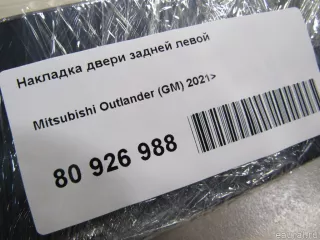 Накладка двери задней левой
Mitsubishi Outlander (GM) 2021>
80 926 988